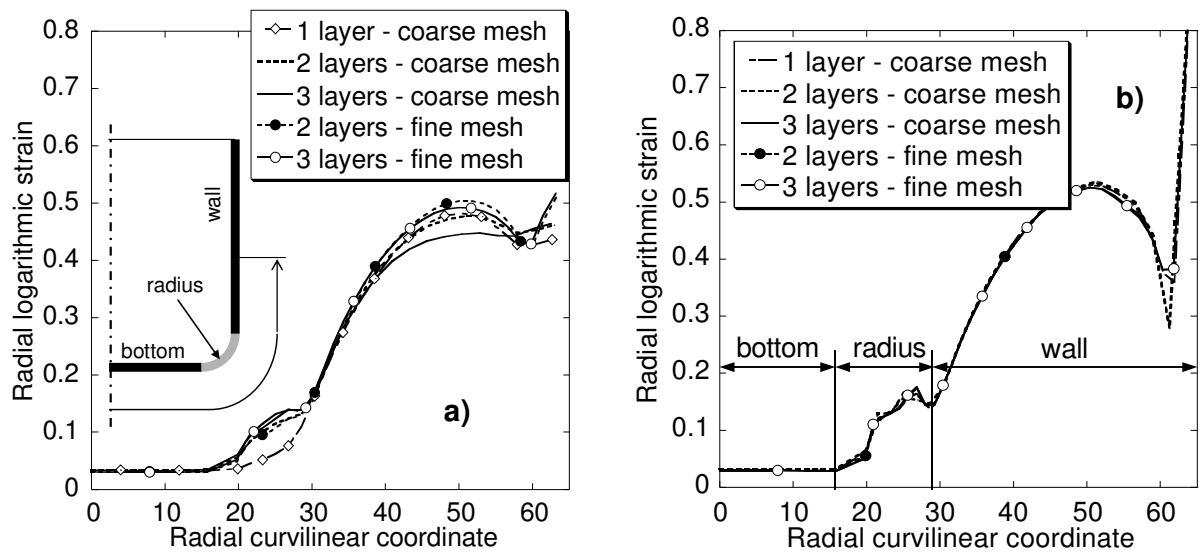 0.8
0.7
0.6
0.5
0.4
0.3
0.2
0.1
0
Radial logarithmic strain
1 layer - coarse mesh
2 layers - coarse mesh
3 layers - coarse mesh
2 layers - fine mesh
3 layers - fine mesh
wall
radius
bottom
a)
0 10 20 30 40 50 60
Radial curvilinear coordinate
0.8
0.7
0.6
0.5
0.4
0.3
0.2
0.1
0
Radial logarithmic strain
1 layer - coarse mesh
2 layers - coarse mesh
3 layers - coarse mesh
2 layers - fine mesh
3 layers - fine mesh
b)
bottom radius wall
0 10 20 30 40 50 60
Radial curvilinear coordinate